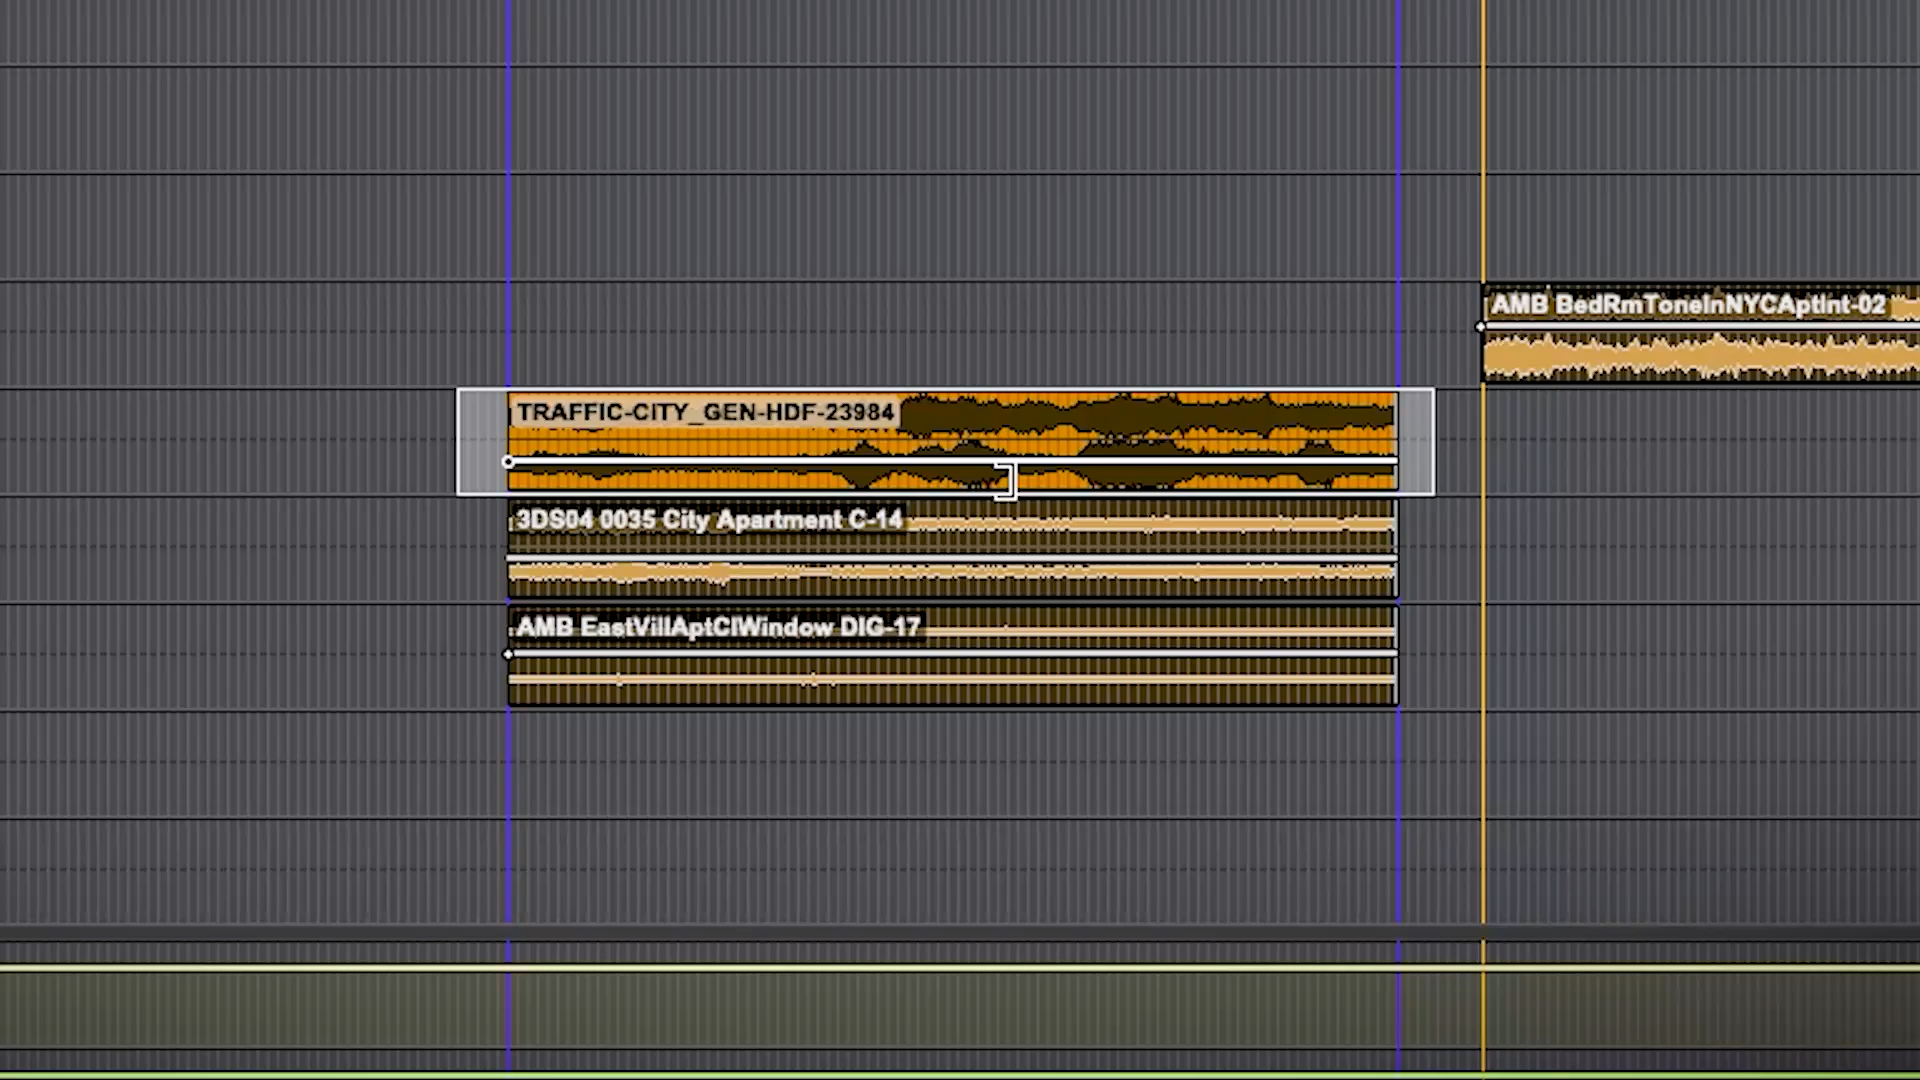 AMB BedRmToneInNYCAptInt-02
TRAFFIC-CITY_GEN-HDF-23984
3DS04 0035 City Apartment C-14
AMB EastVillAptClWindow DIG-17